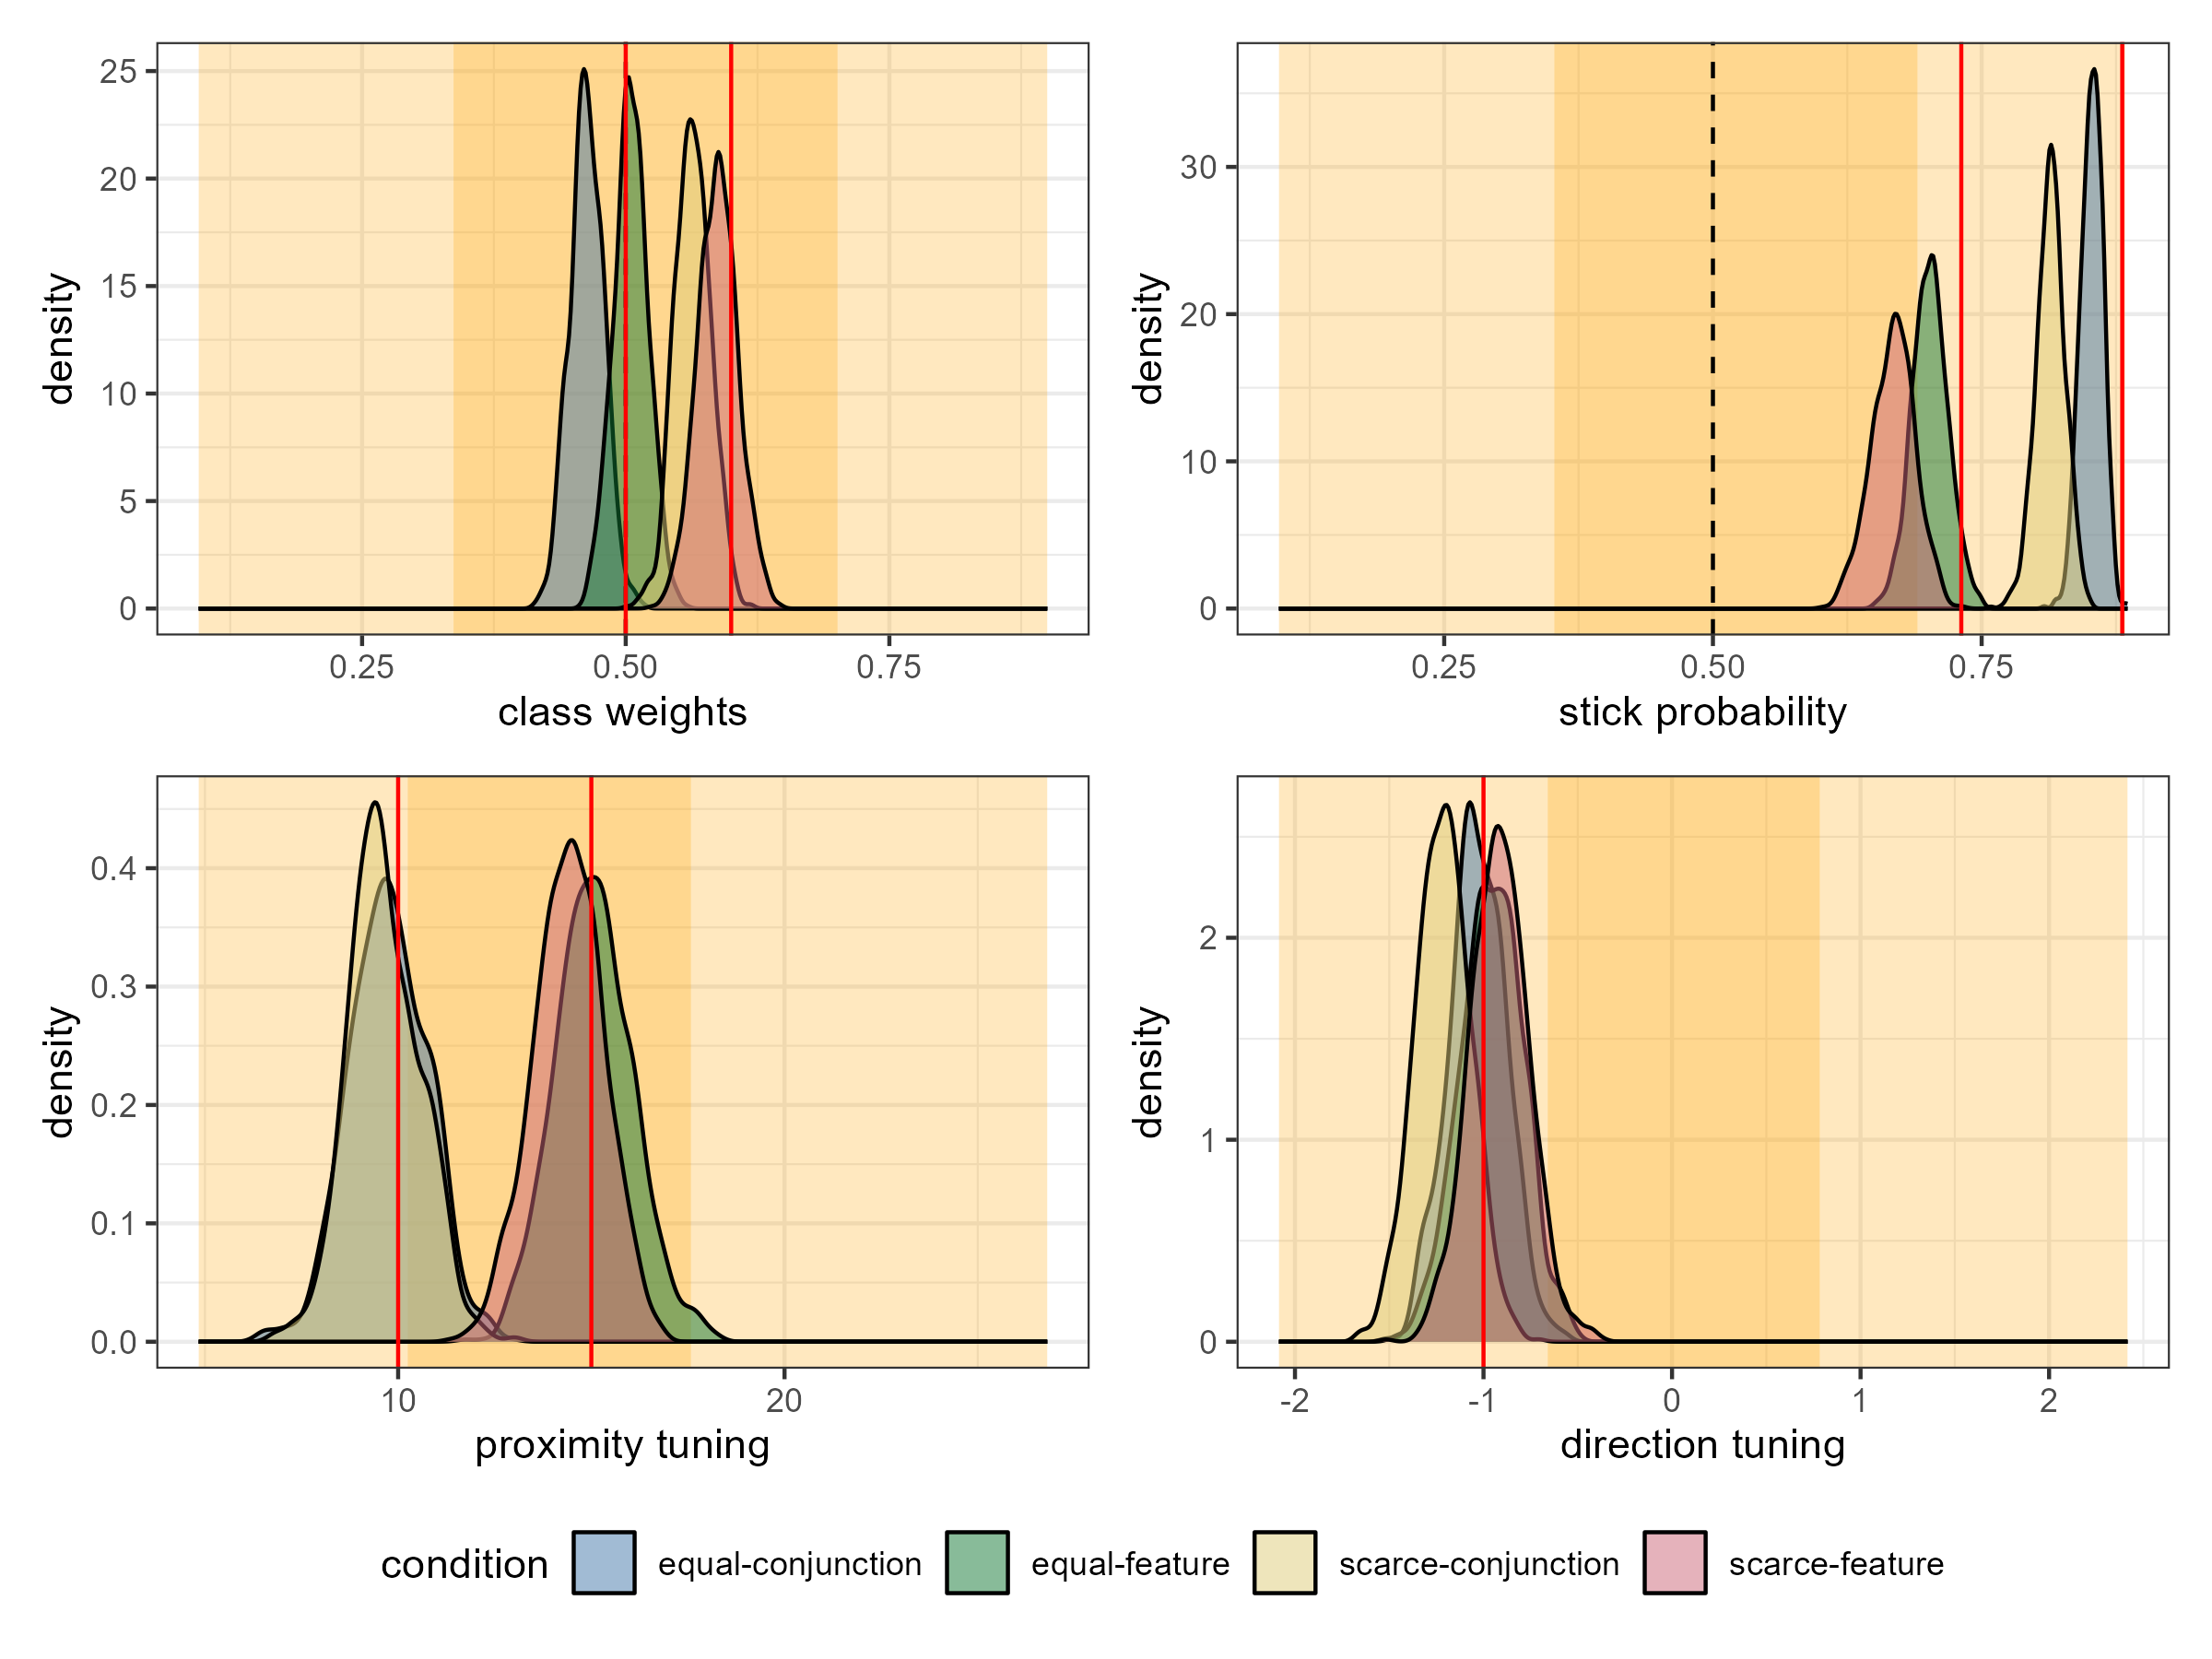 25
20
15
10
5
0
density
0.25 0.50 0.75
class weights
30
20
10
0
density
0.25 0.50 0.75
stick probability
0.4
0.3
0.2
0.1
0.0
density
10 20
proximity tuning
2
1
0
density
-2 -1 0 1 2
direction tuning
condition equal-conjunction equal-feature scarce-conjunction scarce-feature